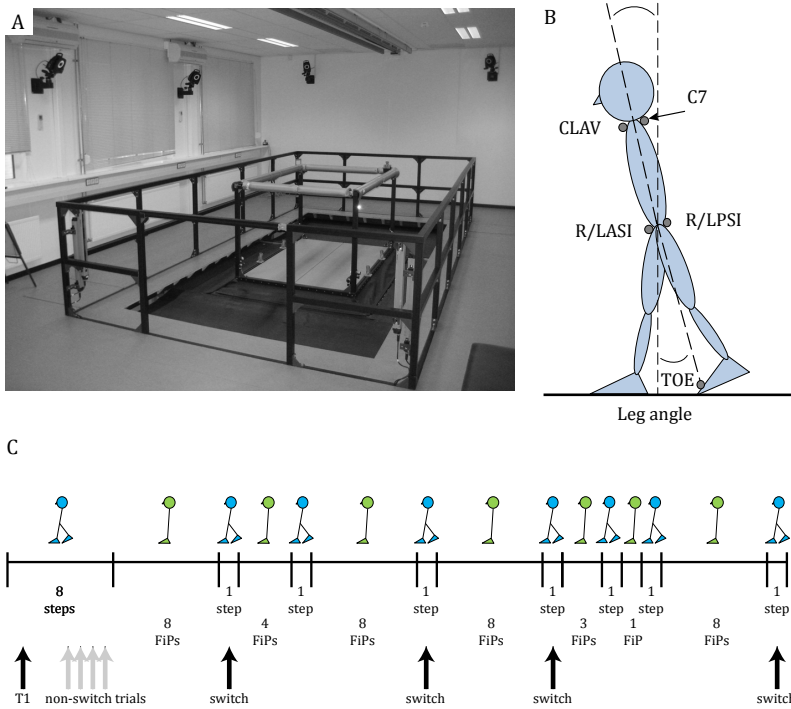 A
B
C7
CLAV
R/LASI
R/LPSI
TOE
Leg angle
C
8 steps
1 step
1 step
1 step
1 step
1 step
1 step
1 step
8 FiPs
4 FiPs
8 FiPs
8 FiPs
3 FiPs
1 FiP
8 FiPs
T1
non-switch trials
switch
switch
switch
switch